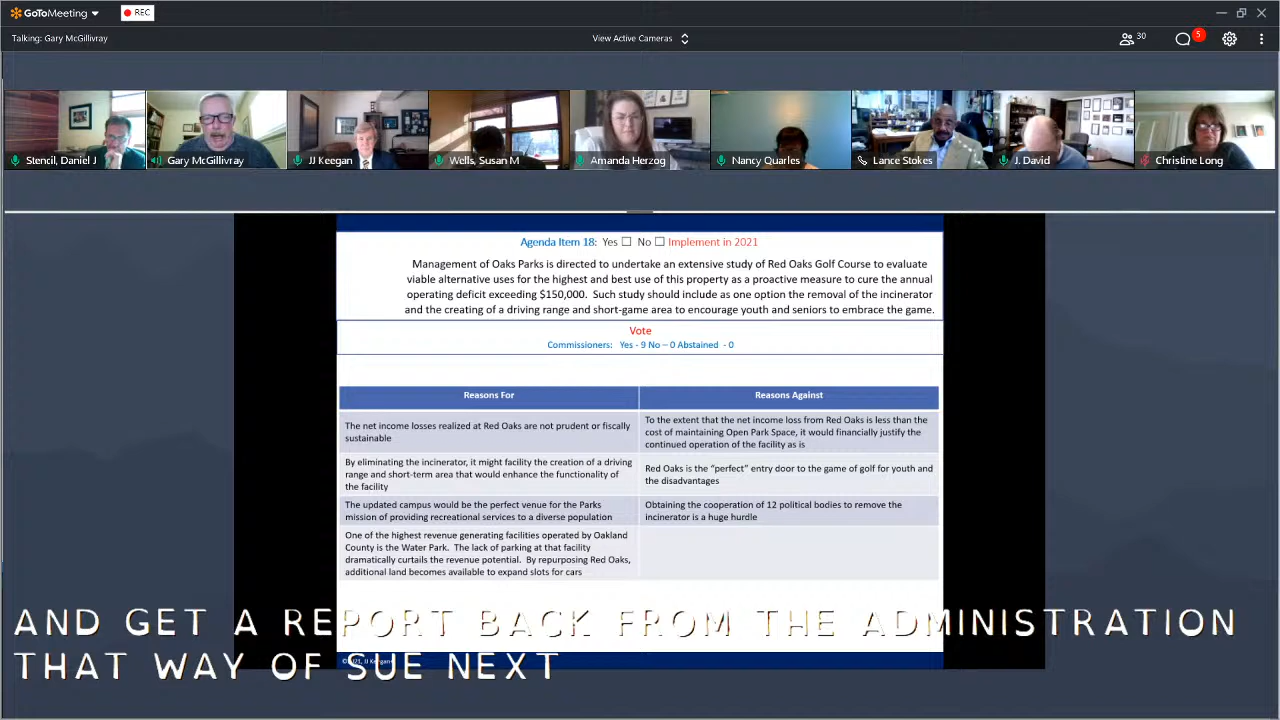 GoToMeeting
REC
Talking: Gary McGillivray
View Active Cameras
30
5
Stencil, Daniel J
Gary McGillivray
JJ Keegan
Wells, Susan M
Amanda Herzog
Nancy Quarles
Lance Stokes
J. David
Christine Long
Agenda Item 18: Yes ☐ No ☐ Implement in 2021
Management of Oaks Parks is directed to undertake an extensive study of Red Oaks Golf Course to evaluate
viable alternative uses for the highest and best use of this property as a proactive measure to cure the annual
operating deficit exceeding $150,000. Such study should include as one option the removal of the incinerator
and the creating of a driving range and short-game area to encourage youth and seniors to embrace the game.
Vote
Commissioners: Yes - 9 No – 0 Abstained - 0
Reasons For
Reasons Against
The net income losses realized at Red Oaks are not prudent or fiscally
sustainable
To the extent that the net income loss from Red Oaks is less than the
cost of maintaining Open Park Space, it would financially justify the
continued operation of the facility as is
By eliminating the incinerator, it might facility the creation of a driving
range and short-term area that would enhance the functionality of
the facility
Red Oaks is the “perfect” entry door to the game of golf for youth and
the disadvantages
The updated campus would be the perfect venue for the Parks
mission of providing recreational services to a diverse population
Obtaining the cooperation of 12 political bodies to remove the
incinerator is a huge hurdle
One of the highest revenue generating facilities operated by Oakland
County is the Water Park. The lack of parking at that facility
dramatically curtails the revenue potential. By repurposing Red Oaks,
additional land becomes available to expand slots for cars
AND GET A REPORT BACK FROM THE ADMINISTRATION
THAT WAY OF SUE NEXT